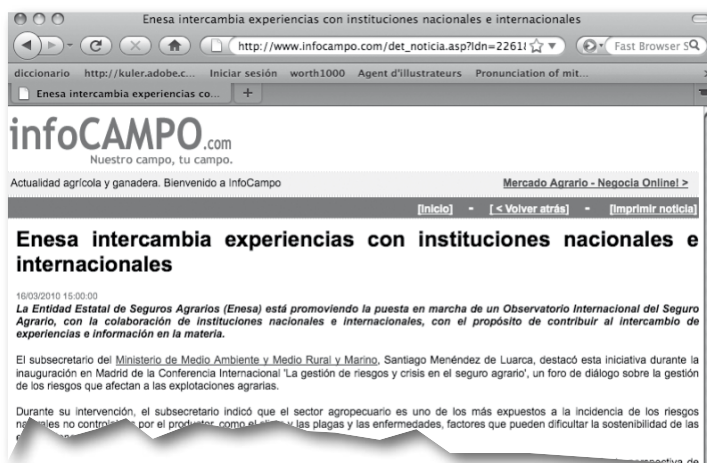 Enesa intercambia experiencias con instituciones nacionales e internacionales
http://www.infocampo.com/det_noticia.asp?Idn=2261
Fast Browser S
diccionario http://kuler.adobe.c... Iniciar sesión worth1000 Agent d'illustrateurs Pronunciation of mit...
Enesa intercambia experiencias co...
infoCAMPO.com
Nuestro campo, tu campo.
Actualidad agrícola y ganadera. Bienvenido a InfoCampo Mercado Agrario - Negocia Online! >
[Inicio] - [ < Volver atrás] - [Imprimir noticia]
Enesa intercambia experiencias con instituciones nacionales e
internacionales
16/03/2010 15:00:00
La Entidad Estatal de Seguros Agrarios (Enesa) está promoviendo la puesta en marcha de un Observatorio Internacional del Seguro
Agrario, con la colaboración de instituciones nacionales e internacionales, con el propósito de contribuir al intercambio de
experiencias e información en la materia.
El subsecretario del Ministerio de Medio Ambiente y Medio Rural y Marino, Santiago Menéndez de Luarca, destacó esta iniciativa durante la
inauguración en Madrid de la Conferencia Internacional 'La gestión de riesgos y crisis en el seguro agrario', un foro de diálogo sobre la gestión
de los riesgos que afectan a las explotaciones agrarias.
Durante su intervención, el subsecretario indicó que el sector agropecuario es uno de los más expuestos a la incidencia de los riesgos
por el productor, como el y las plagas y las enfermedades, factores que pueden dificultar la sostenibilidad de las
perspectiva de